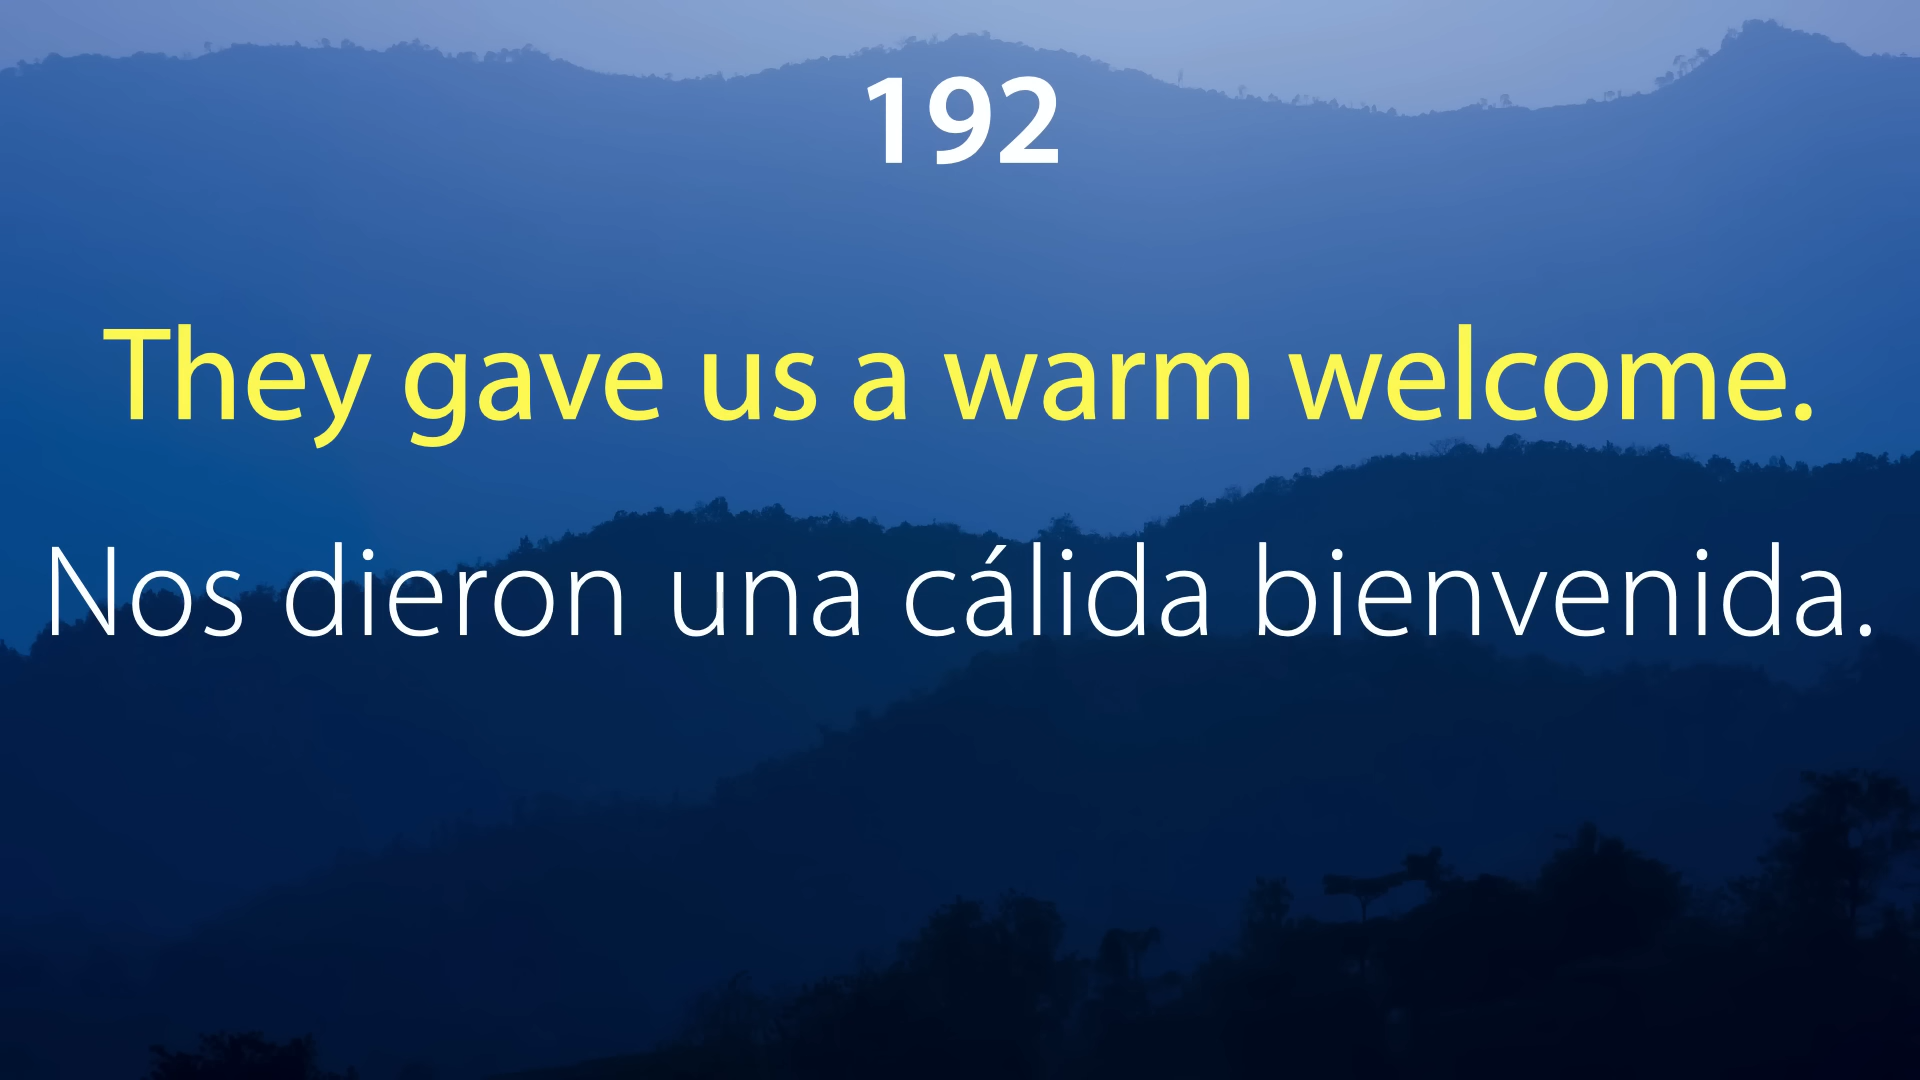 192
They gave us a warm welcome.
Nos dieron una cálida bienvenida.